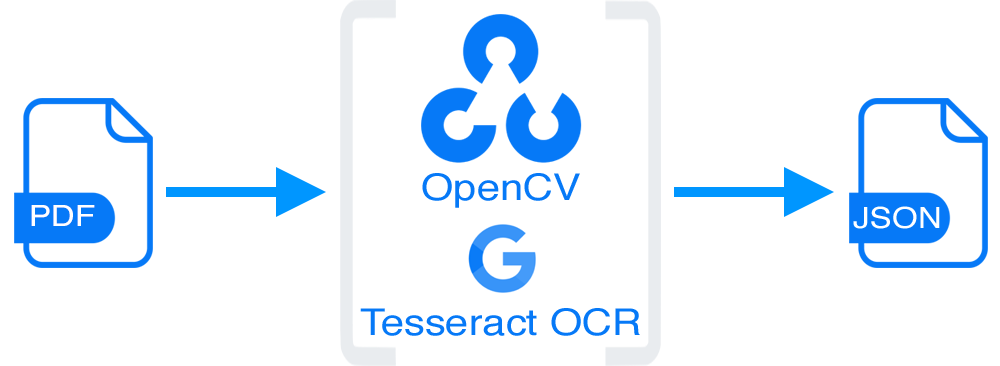 PDF
OpenCV
G
Tesseract OCR
JSON